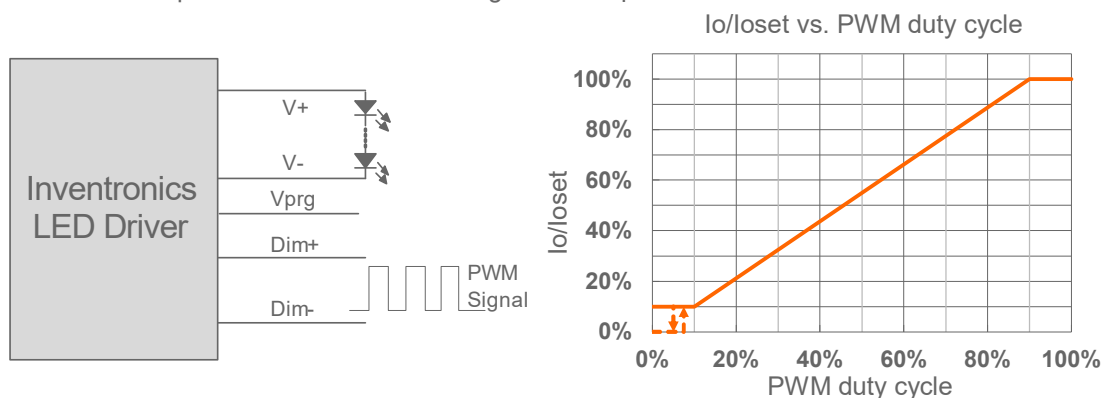 Io/Ioset vs. PWM duty cycle
Inventronics
LED Driver
V+
V-
Vprg
Dim+
Dim-
PWM
Signal
Io/Ioset
100%
80%
60%
40%
20%
0%
0% 20% 40% 60% 80% 100%
PWM duty cycle